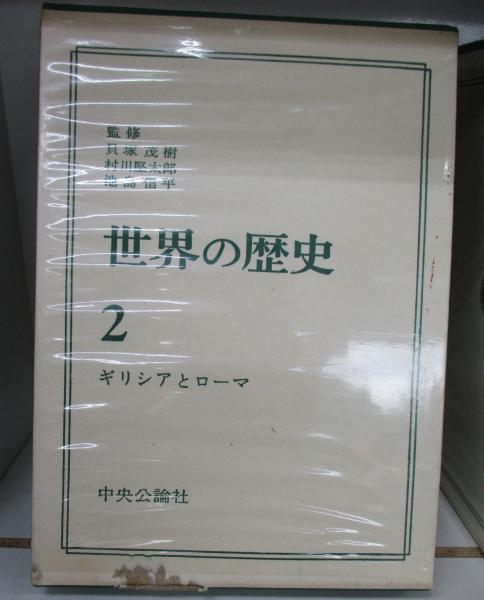 監修
貝塚茂樹
村川堅太郎
池島信平
世界の歴史
2
ギリシアとローマ
中央公論社